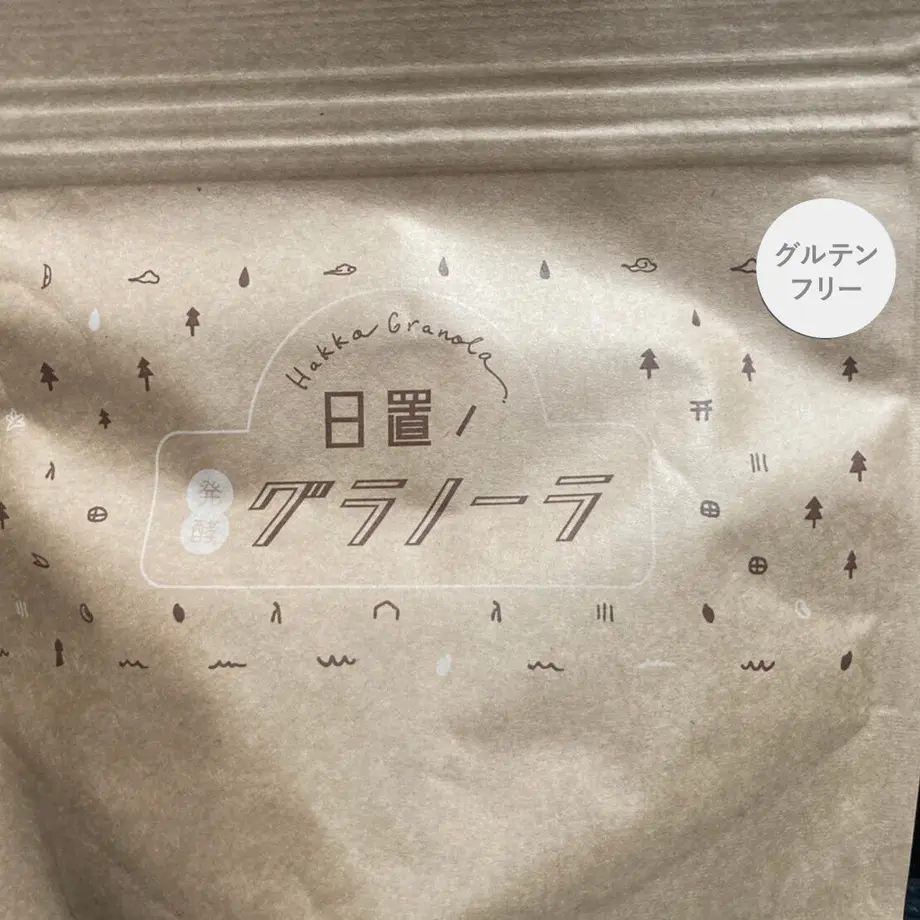 グルテン
フリー
Hakka Granola
日置ノ
発酵
グラノーラ